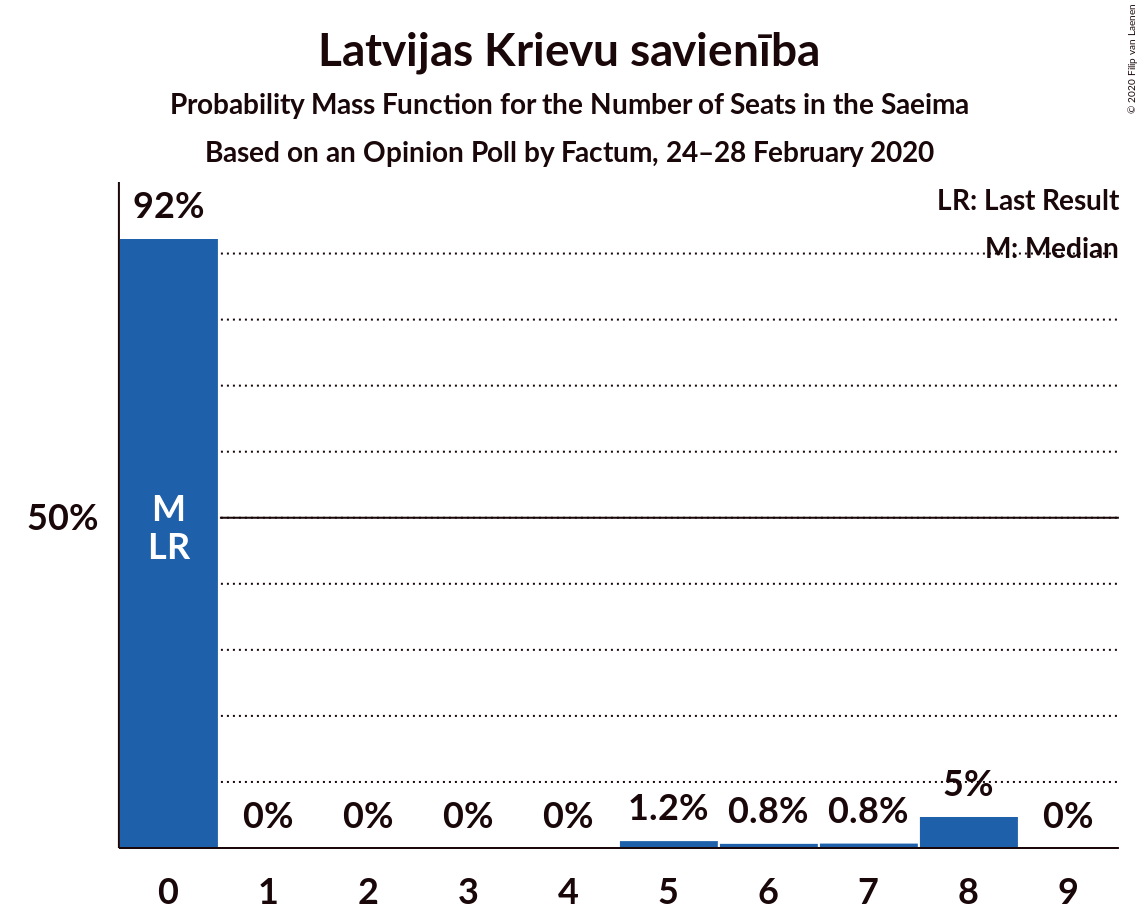 Latvijas Krievu savienība
Probability Mass Function for the Number of Seats in the Saeima
Based on an Opinion Poll by Factum, 24–28 February 2020
© 2020 Filip van Laenen
LR: Last Result
M: Median
92%
50%
M
LR
0% 0% 0% 0% 1.2% 0.8% 0.8% 5% 0%
0 1 2 3 4 5 6 7 8 9